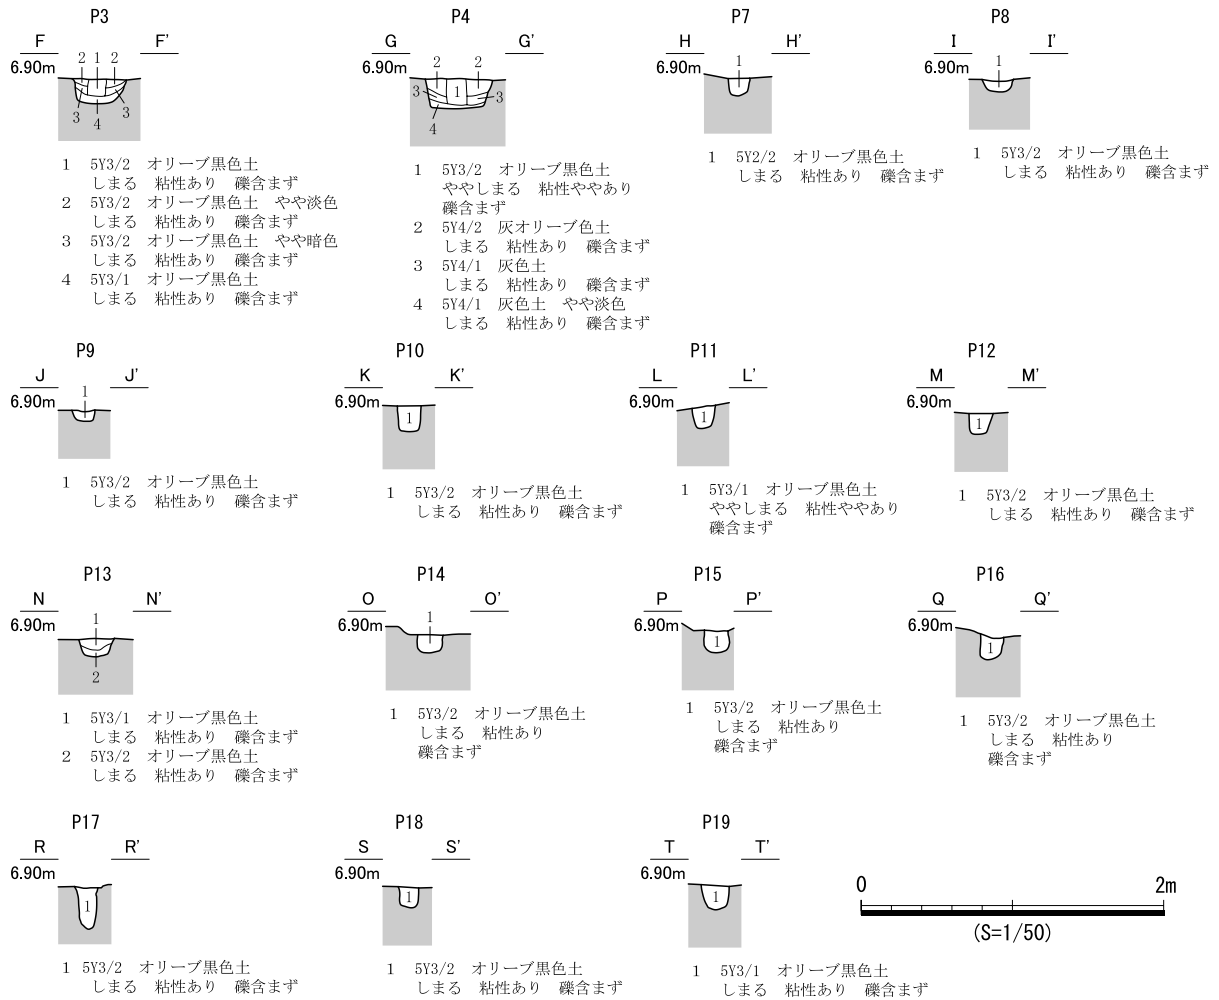 P3
F F'
6.90m
2 1 2
3 4 3
1 5Y3/2 オリーブ黒色土
しまる 粘性あり 礫含まず
2 5Y3/2 オリーブ黒色土 やや淡色
しまる 粘性あり 礫含まず
3 5Y3/2 オリーブ黒色土 やや暗色
しまる 粘性あり 礫含まず
4 5Y3/1 オリーブ黒色土
しまる 粘性あり 礫含まず
P4
G G'
6.90m
2 2
3 1 3
4
1 5Y3/2 オリーブ黒色土
ややしまる 粘性ややあり
礫含まず
2 5Y4/2 灰オリーブ色土
しまる 粘性あり 礫含まず
3 5Y4/1 灰色土
しまる 粘性あり 礫含まず
4 5Y4/1 灰色土 やや淡色
しまる 粘性あり 礫含まず
P7
H H'
6.90m
1
1 5Y2/2 オリーブ黒色土
しまる 粘性あり 礫含まず
P8
I I'
6.90m
1
1 5Y3/2 オリーブ黒色土
しまる 粘性あり 礫含まず
P9
J J'
6.90m
1
1 5Y3/2 オリーブ黒色土
しまる 粘性あり 礫含まず
P10
K K'
6.90m
1
1 5Y3/2 オリーブ黒色土
しまる 粘性あり 礫含まず
P11
L L'
6.90m
1
1 5Y3/1 オリーブ黒色土
ややしまる 粘性ややあり
礫含まず
P12
M M'
6.90m
1
1 5Y3/2 オリーブ黒色土
しまる 粘性あり 礫含まず
P13
N N'
6.90m
1
2
1 5Y3/1 オリーブ黒色土
しまる 粘性あり 礫含まず
2 5Y3/2 オリーブ黒色土
しまる 粘性あり 礫含まず
P14
O O'
6.90m
1
1 5Y3/2 オリーブ黒色土
しまる 粘性あり
礫含まず
P15
P P'
6.90m
1
1 5Y3/2 オリーブ黒色土
しまる 粘性あり
礫含まず
P16
Q Q'
6.90m
1
1 5Y3/2 オリーブ黒色土
しまる 粘性あり
礫含まず
P17
R R'
6.90m
1
1 5Y3/2 オリーブ黒色土
しまる 粘性あり 礫含まず
P18
S S'
6.90m
1
1 5Y3/2 オリーブ黒色土
しまる 粘性あり 礫含まず
P19
T T'
6.90m
1
1 5Y3/1 オリーブ黒色土
しまる 粘性あり 礫含まず
0 2m
(S=1/50)